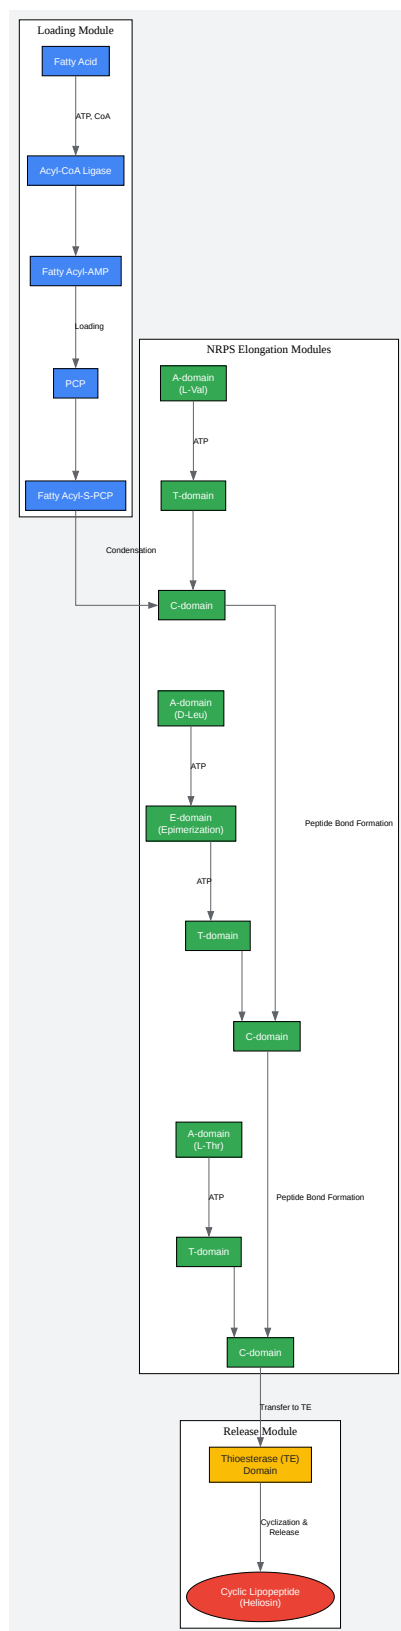 Loading Module
Fatty Acid
ATP, CoA
Acyl-CoA Ligase
Fatty Acyl-AMP
Loading
PCP
Fatty Acyl-S-PCP
NRPS Elongation Modules
A-domain
(L-Val)
ATP
T-domain
Condensation
C-domain
A-domain
(D-Leu)
ATP
E-domain
(Epimerization)
Peptide Bond Formation
ATP
T-domain
C-domain
A-domain
(L-Thr)
ATP
Peptide Bond Formation
T-domain
C-domain
Transfer to TE
Release Module
Thioesterase (TE)
Domain
Cyclization &
Release
Cyclic Lipopeptide
(Heliosin)